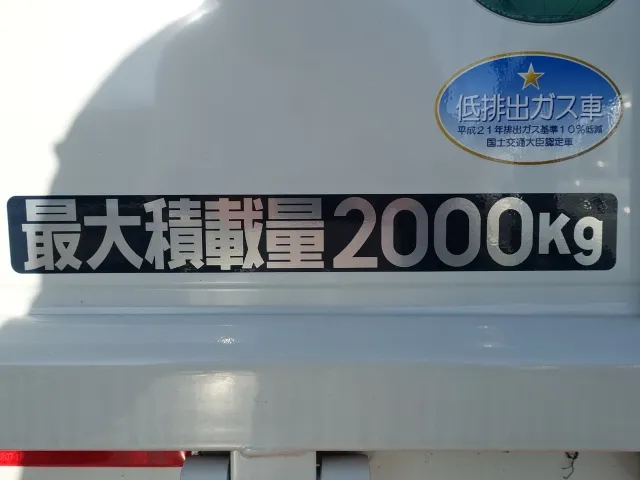 低排出ガス車
平成21年排出ガス基準10%低減
国土交通大臣認定車
最大積載量2000Kg